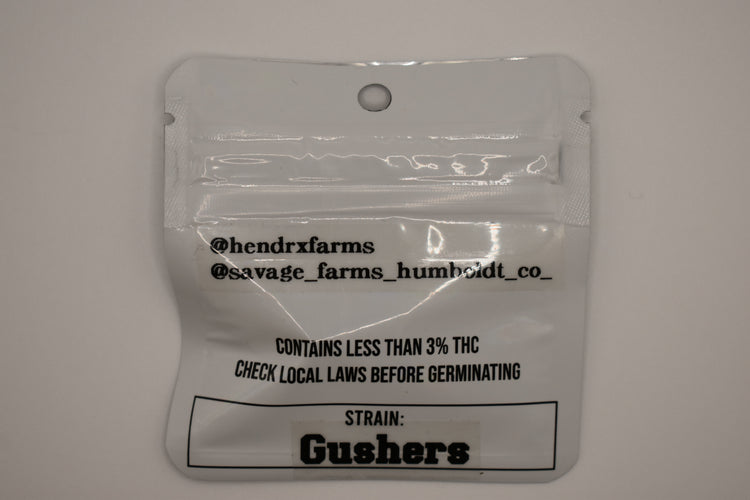 @hendrxfarms
@savage_farms_humboldt_co_
CONTAINS LESS THAN 3% THC
CHECK LOCAL LAWS BEFORE GERMINATING
STRAIN:
Gushers